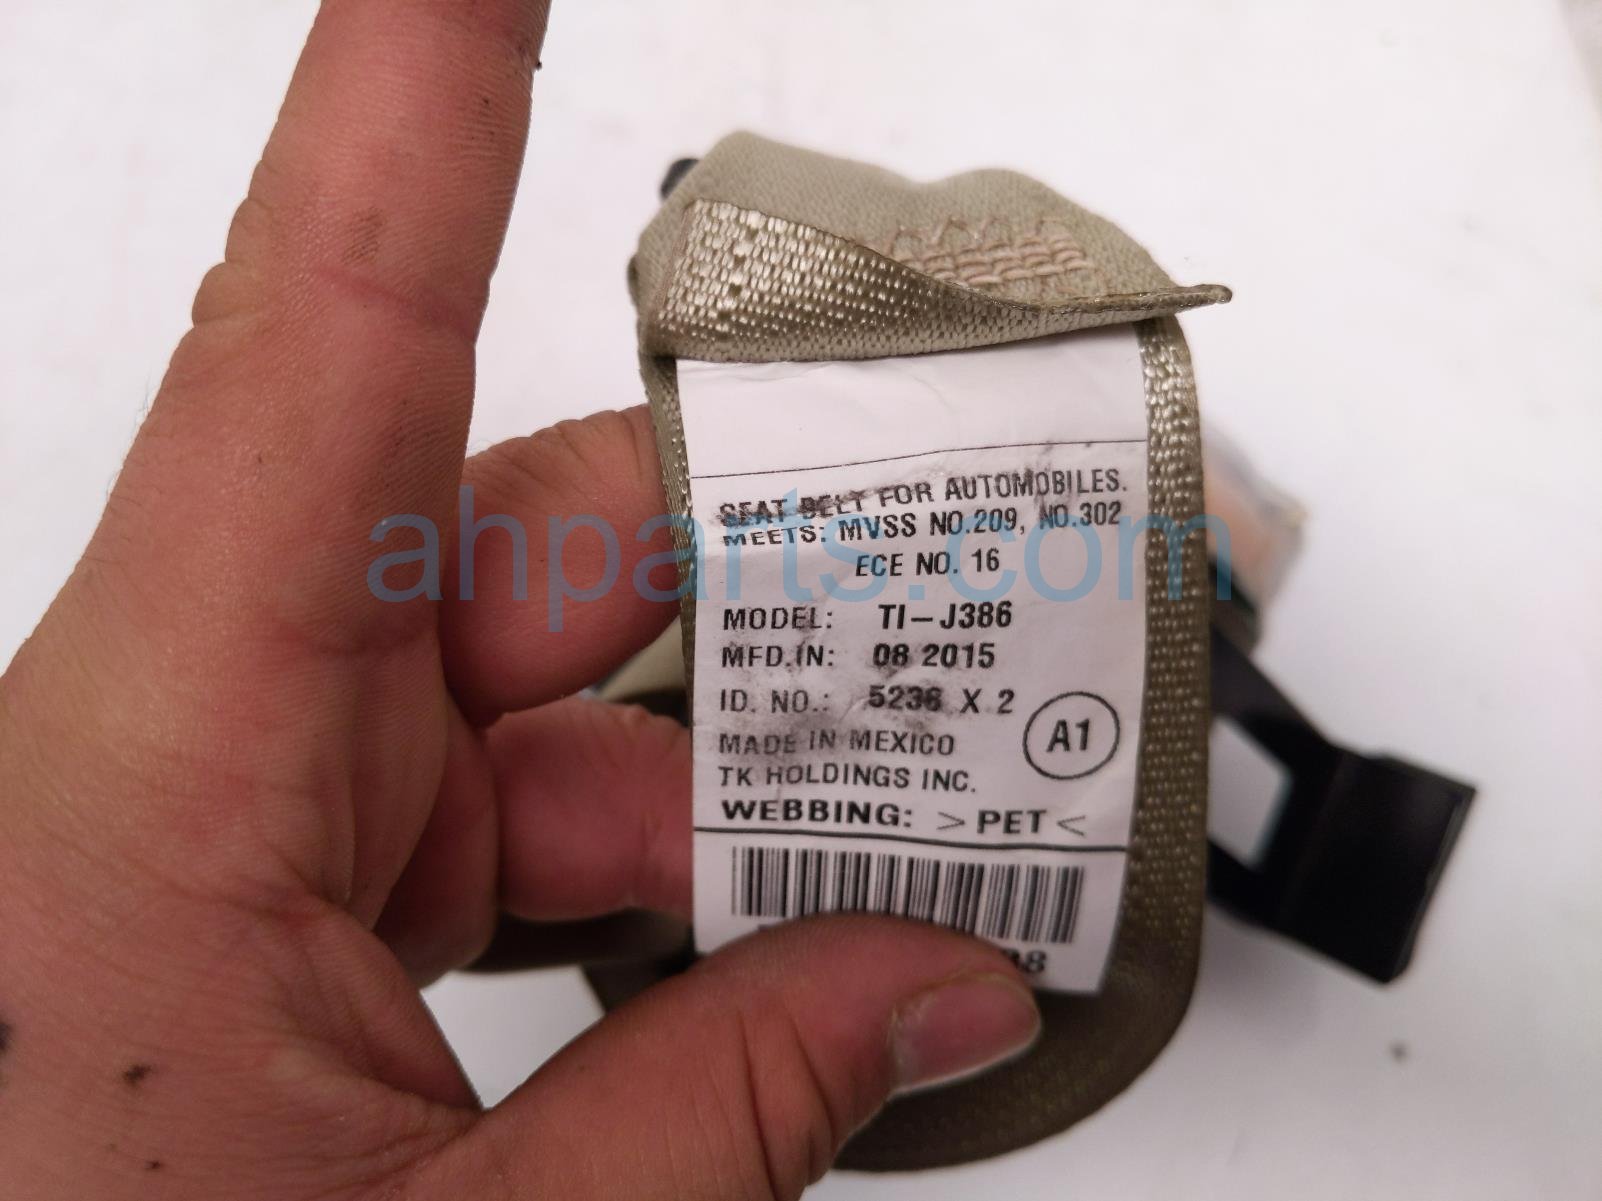 SEAT BELT FOR AUTOMOBILES.
MEETS: MVSS NO.209, NO.302
ECE NO. 16
MODEL: TI-J386
MFD.IN: 08 2015
ID. NO.: 5236 X 2
MADE IN MEXICO
A1
TK HOLDINGS INC.
WEBBING: >PET<
ahparts.com